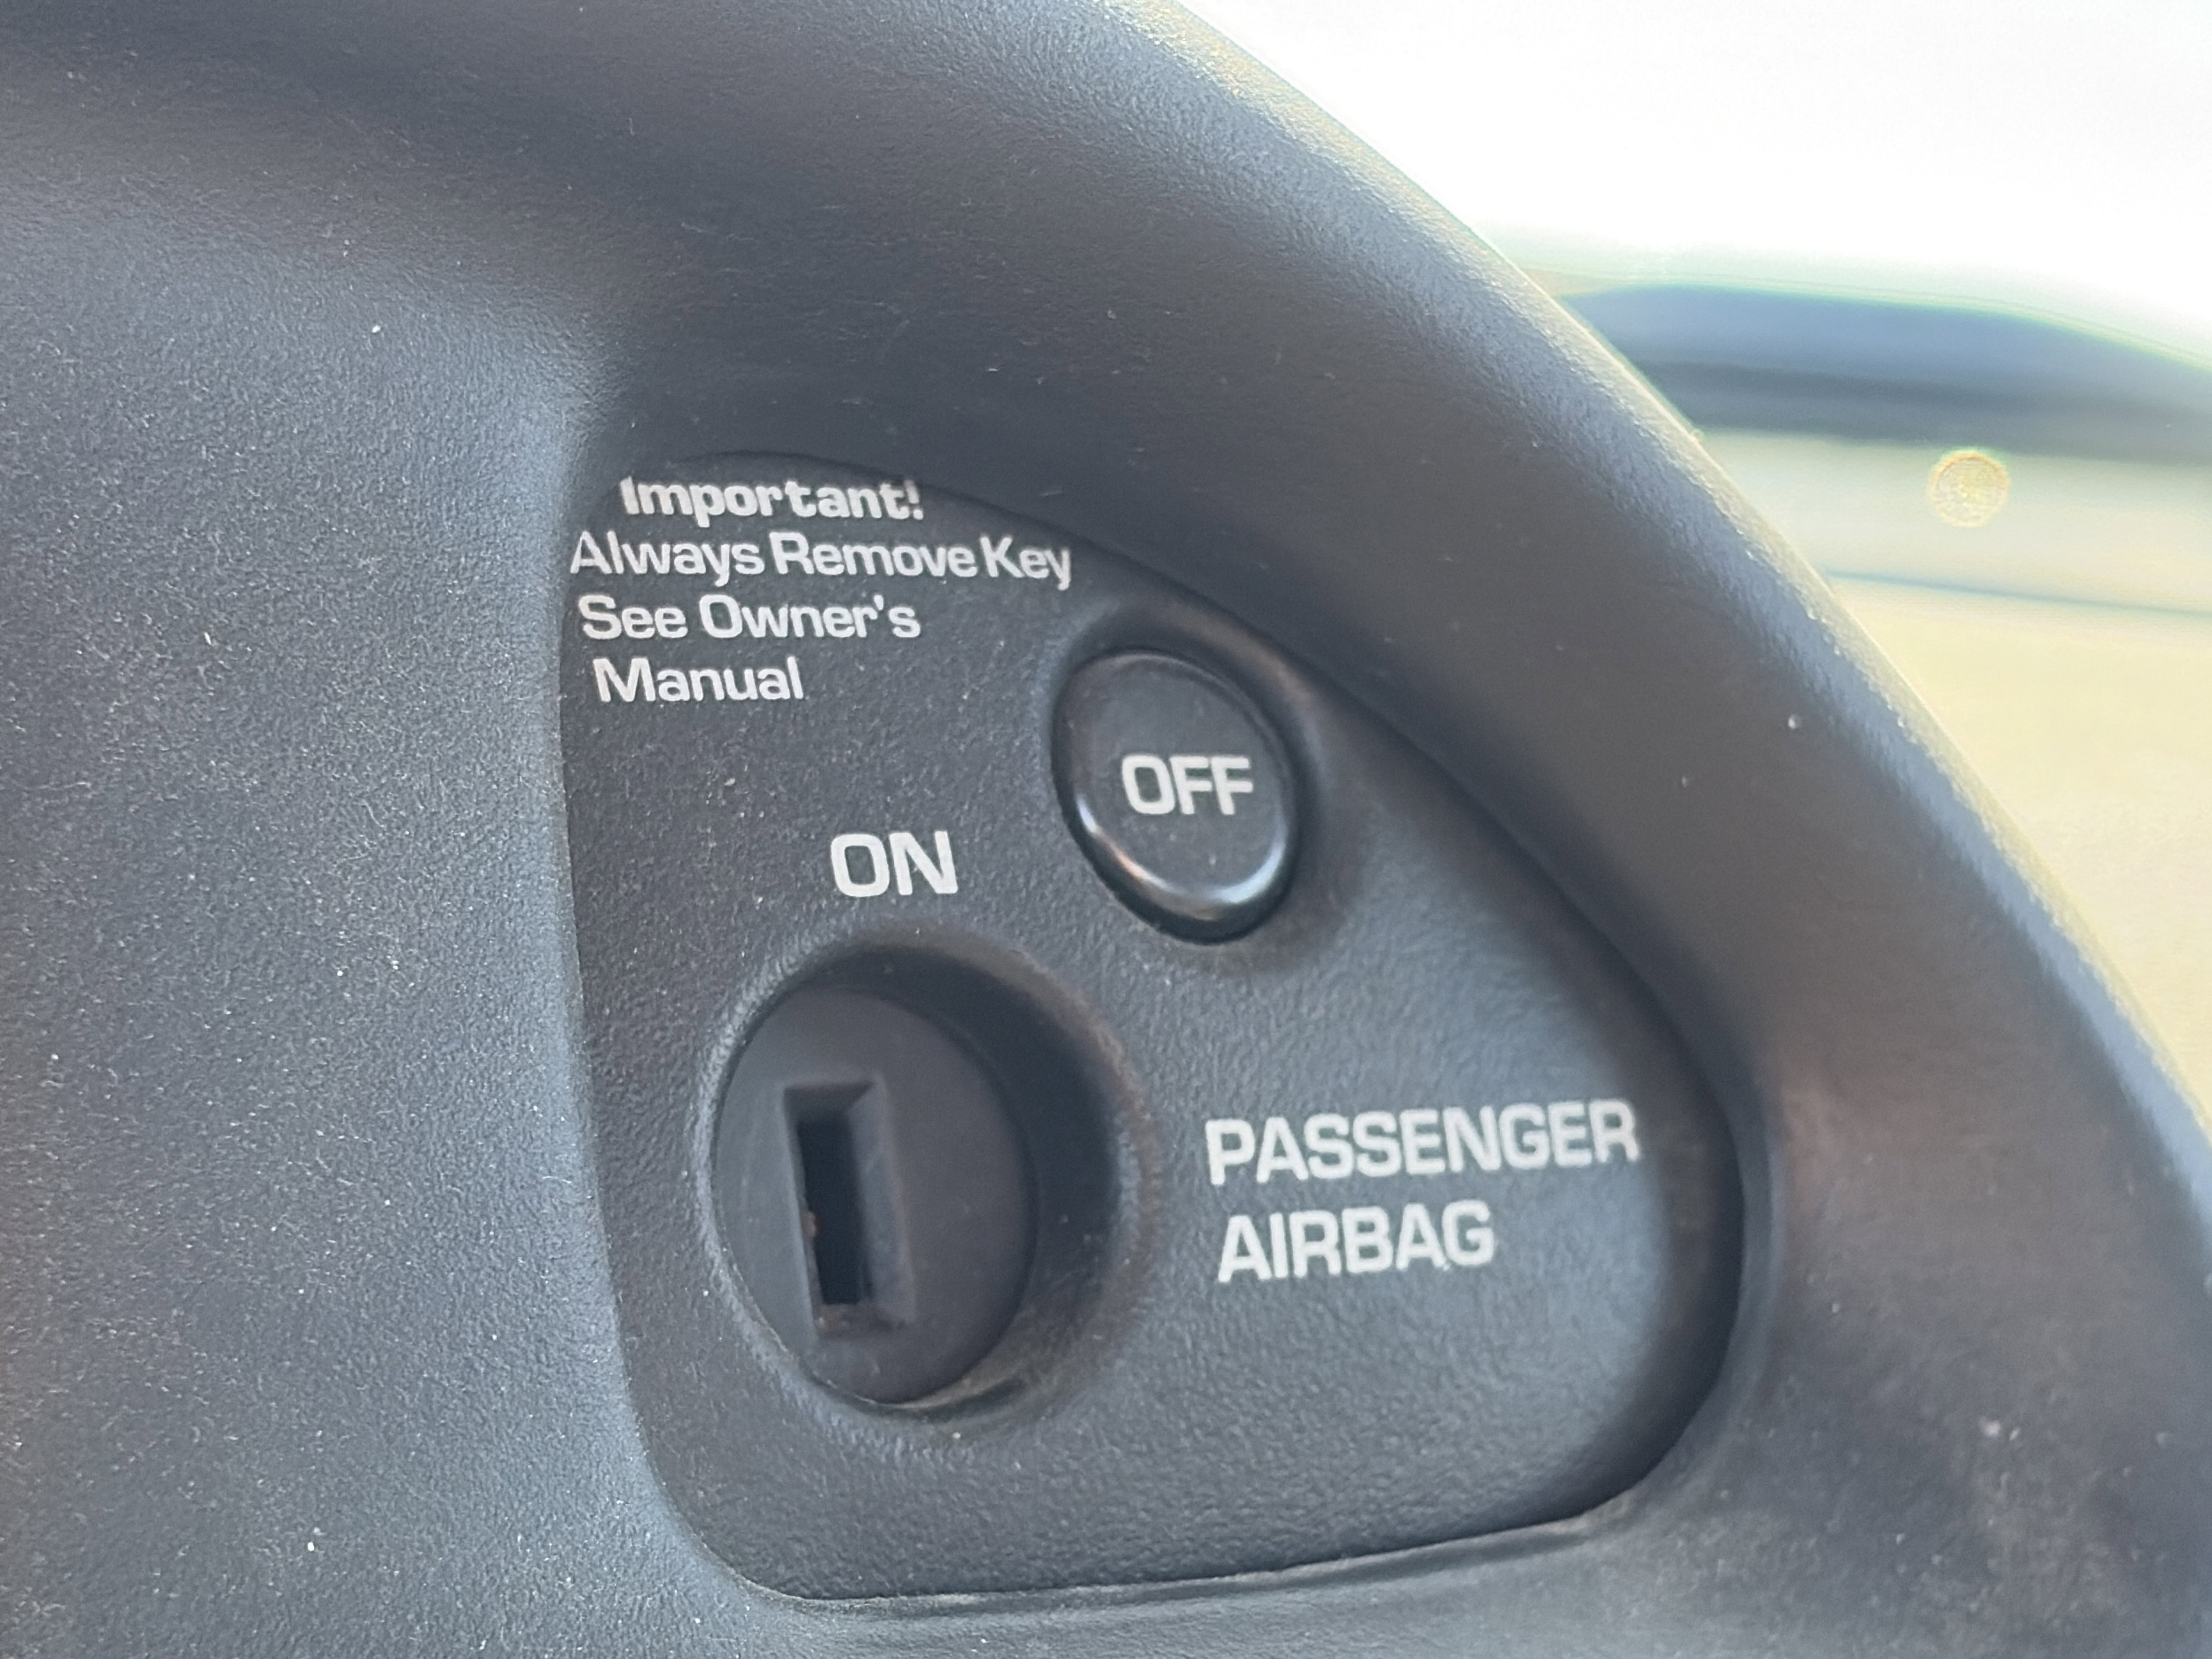 Important!
Always Remove Key
See Owner's
Manual
OFF
ON
PASSENGER
AIRBAG